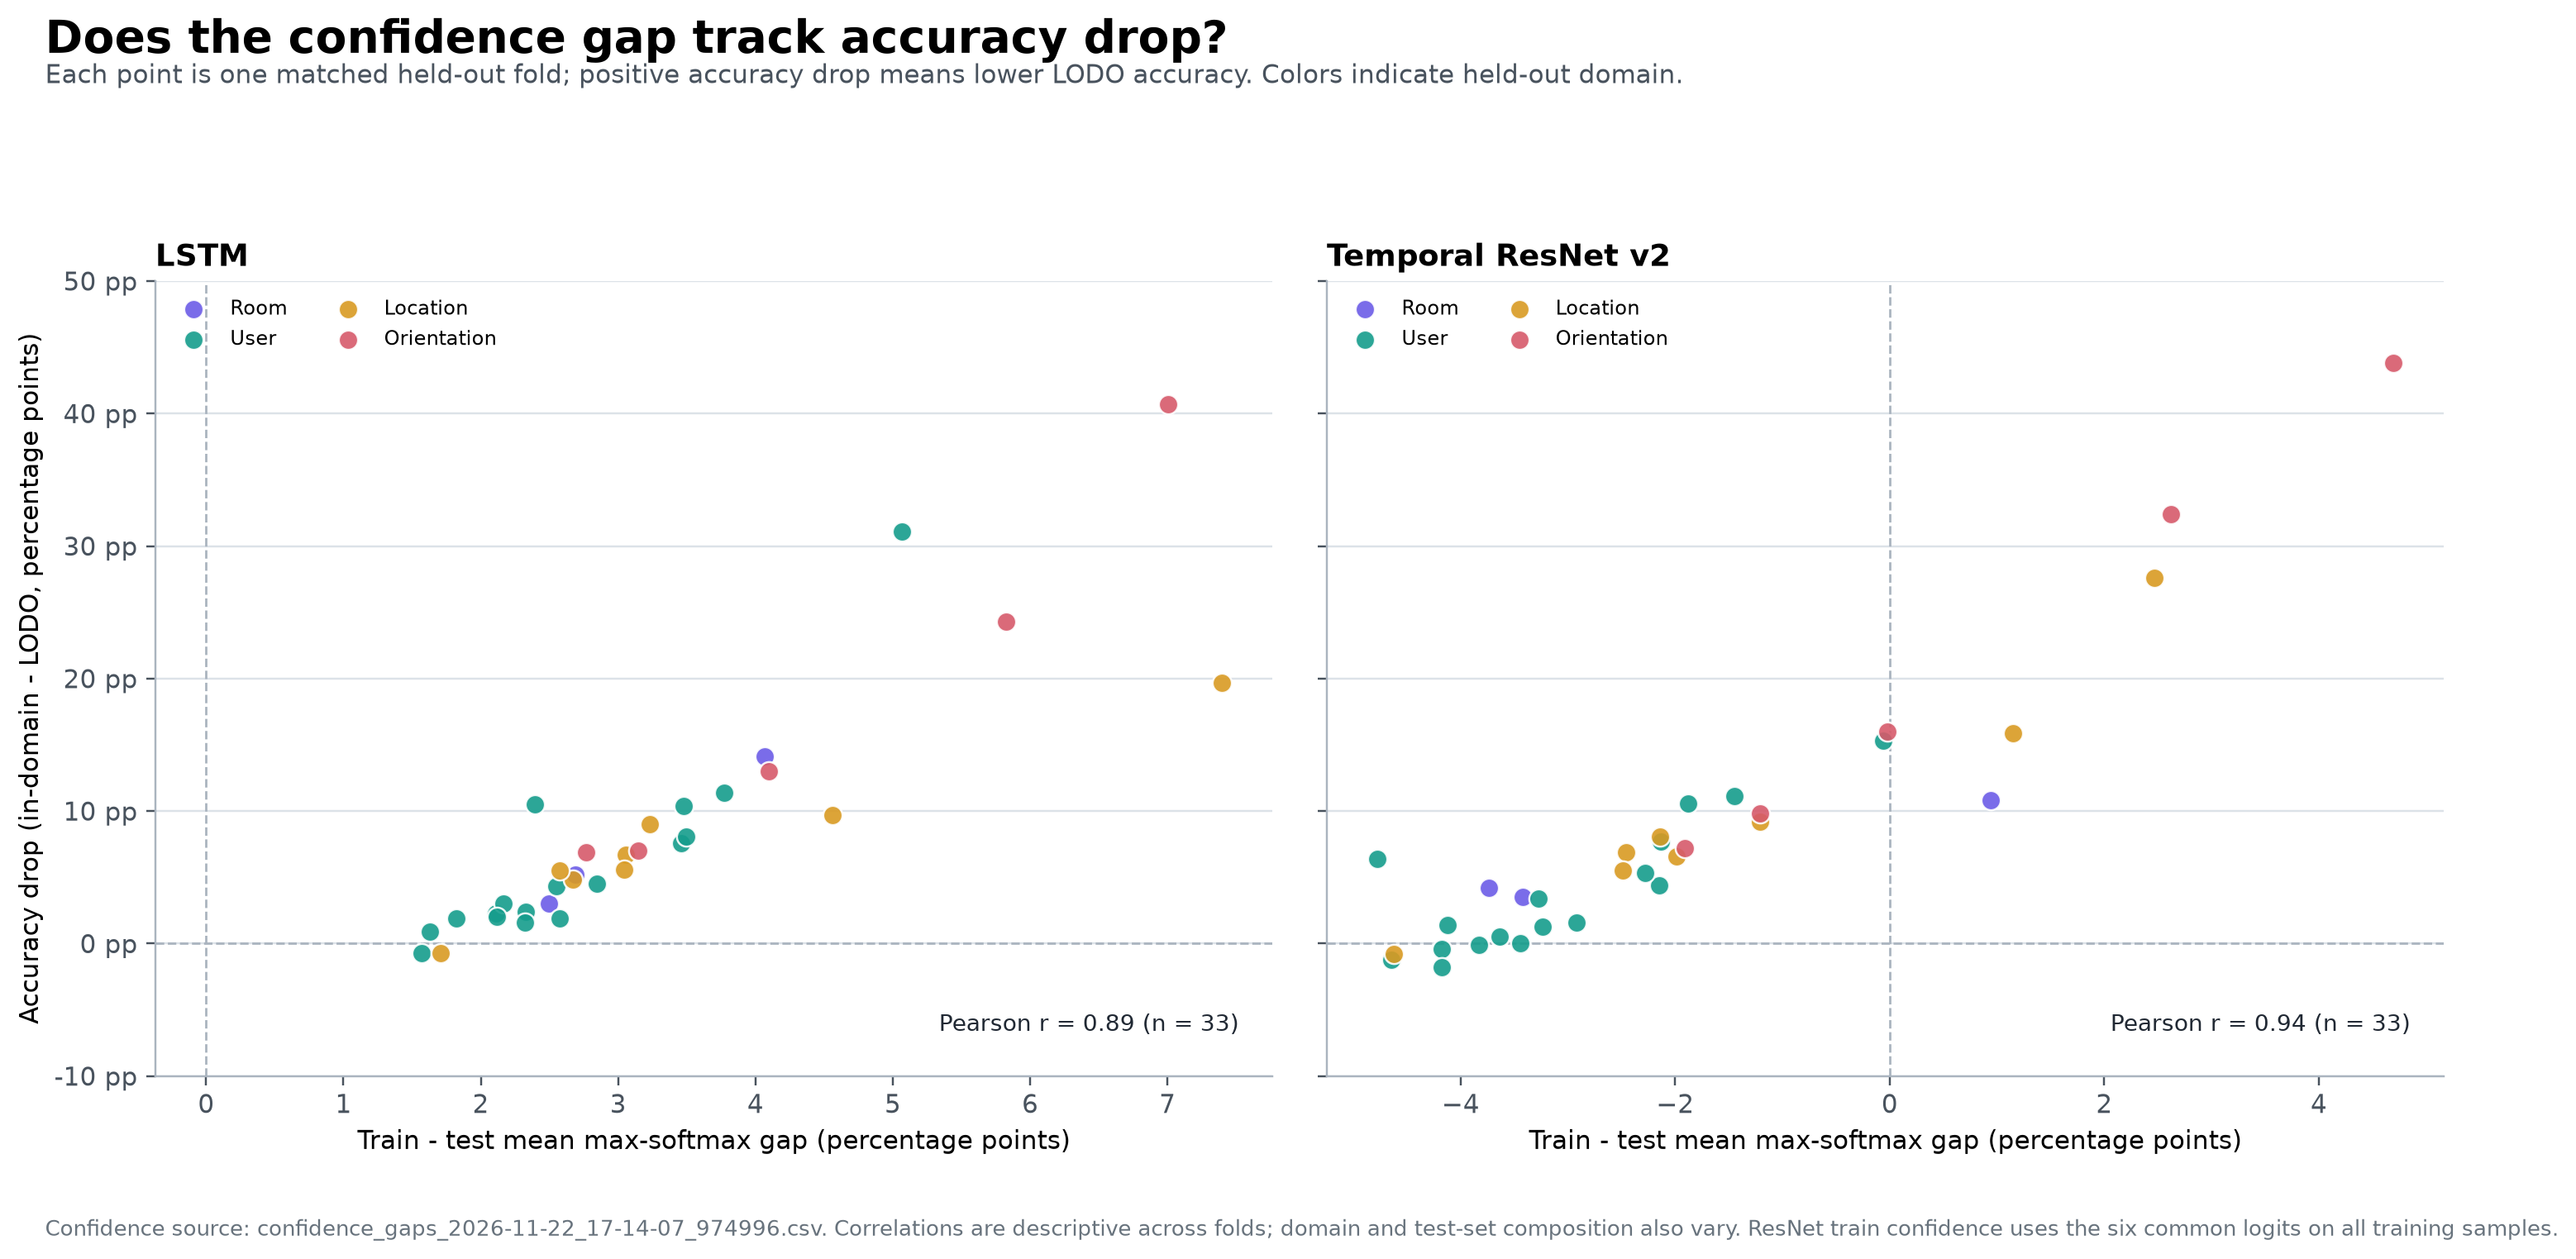 Does the confidence gap track accuracy drop?
Each point is one matched held-out fold; positive accuracy drop means lower LODO accuracy. Colors indicate held-out domain.
LSTM
Room
Location
User
Orientation
50 pp
40 pp
30 pp
20 pp
10 pp
0 pp
-10 pp
Accuracy drop (in-domain - LODO, percentage points)
Pearson r = 0.89 (n = 33)
0 1 2 3 4 5 6 7
Train - test mean max-softmax gap (percentage points)
Temporal ResNet v2
Room
Location
User
Orientation
Pearson r = 0.94 (n = 33)
−4 −2 0 2 4
Train - test mean max-softmax gap (percentage points)
Confidence source: confidence_gaps_2026-11-22_17-14-07_974996.csv. Correlations are descriptive across folds; domain and test-set composition also vary. ResNet train confidence uses the six common logits on all training samples.